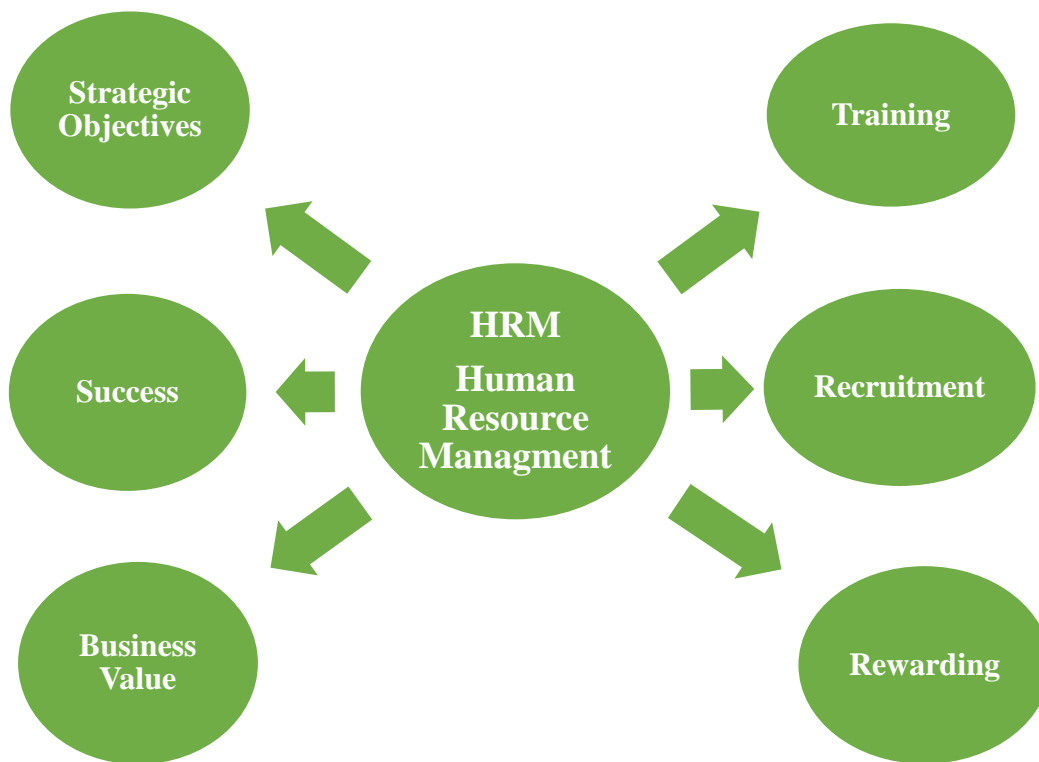 Strategic
Objectives
Training
HRM
Human
Resource
Managment
Success
Recruitment
Business
Value
Rewarding